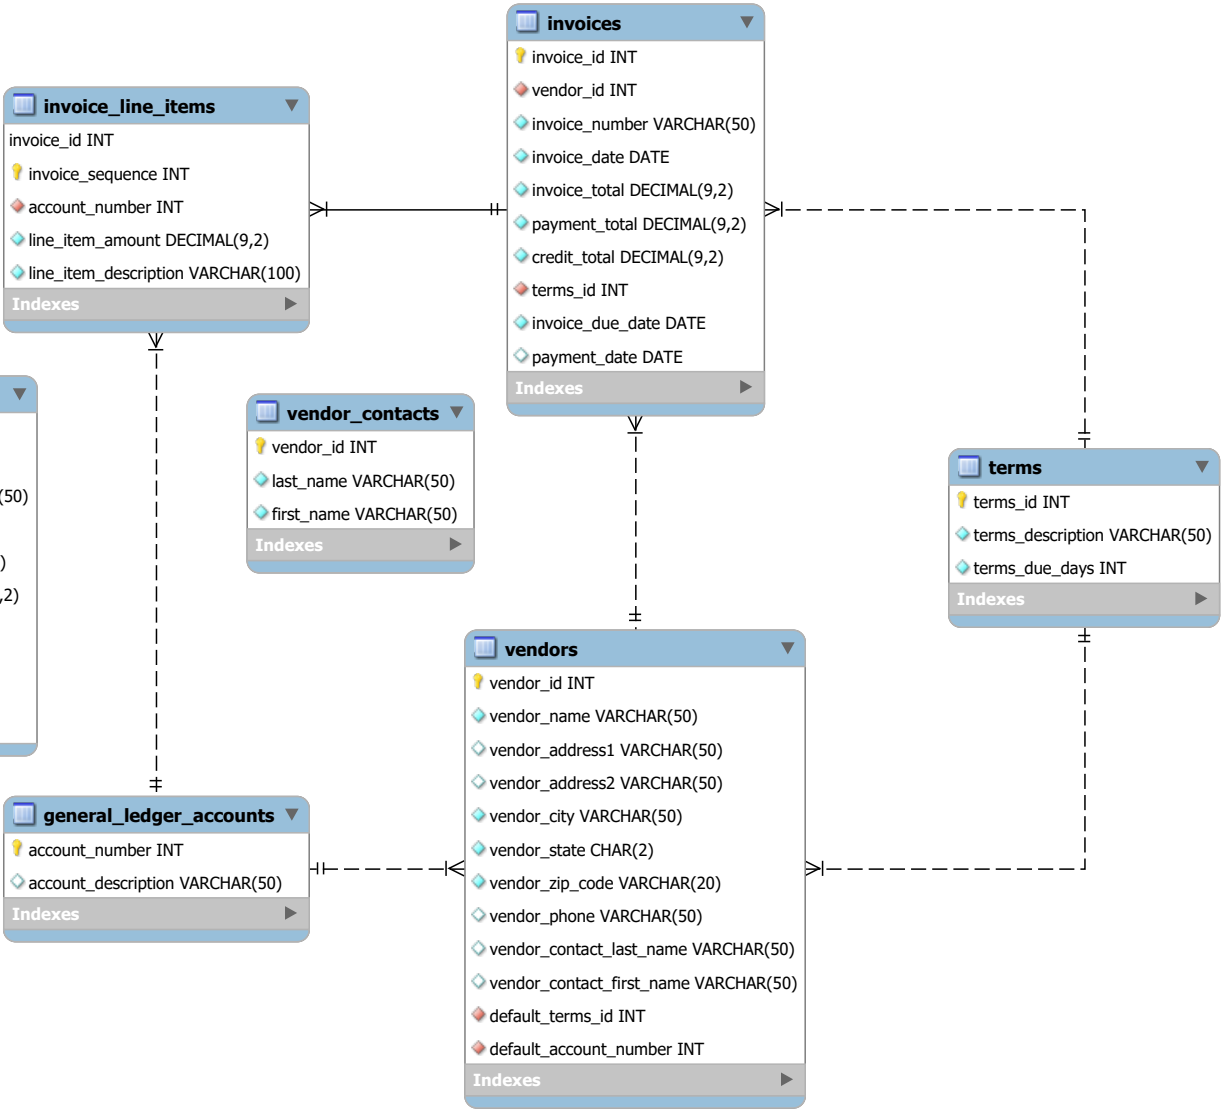 invoices
invoice_id INT
vendor_id INT
invoice_number VARCHAR(50)
invoice_date DATE
invoice_total DECIMAL(9,2)
payment_total DECIMAL(9,2)
credit_total DECIMAL(9,2)
terms_id INT
invoice_due_date DATE
payment_date DATE
Indexes
invoice_line_items
invoice_id INT
invoice_sequence INT
account_number INT
line_item_amount DECIMAL(9,2)
line_item_description VARCHAR(100)
Indexes
(50)
)
,2)
vendor_contacts
vendor_id INT
last_name VARCHAR(50)
first_name VARCHAR(50)
Indexes
terms
terms_id INT
terms_description VARCHAR(50)
terms_due_days INT
Indexes
vendors
vendor_id INT
vendor_name VARCHAR(50)
vendor_address1 VARCHAR(50)
vendor_address2 VARCHAR(50)
vendor_city VARCHAR(50)
vendor_state CHAR(2)
vendor_zip_code VARCHAR(20)
vendor_phone VARCHAR(50)
vendor_contact_last_name VARCHAR(50)
vendor_contact_first_name VARCHAR(50)
default_terms_id INT
default_account_number INT
Indexes
general_ledger_accounts
account_number INT
account_description VARCHAR(50)
Indexes